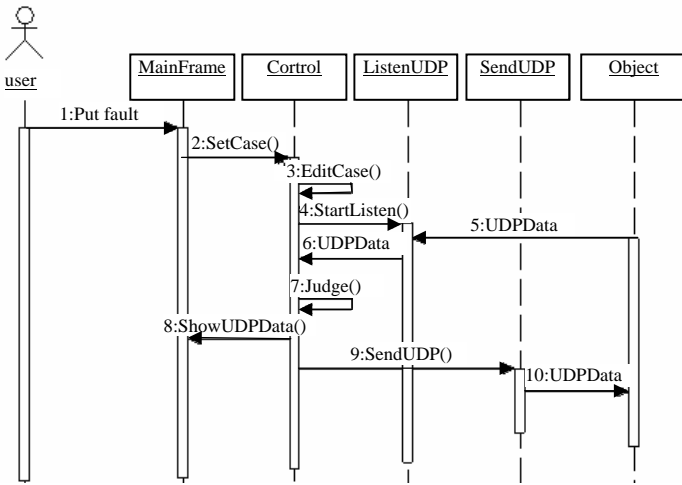 user
MainFrame
Cortrol
ListenUDP
SendUDP
Object
1:Put fault
2:SetCase()
3:EditCase()
4:StartListen()
5:UDPData
6:UDPData
7:Judge()
8:ShowUDPData()
9:SendUDP()
10:UDPData